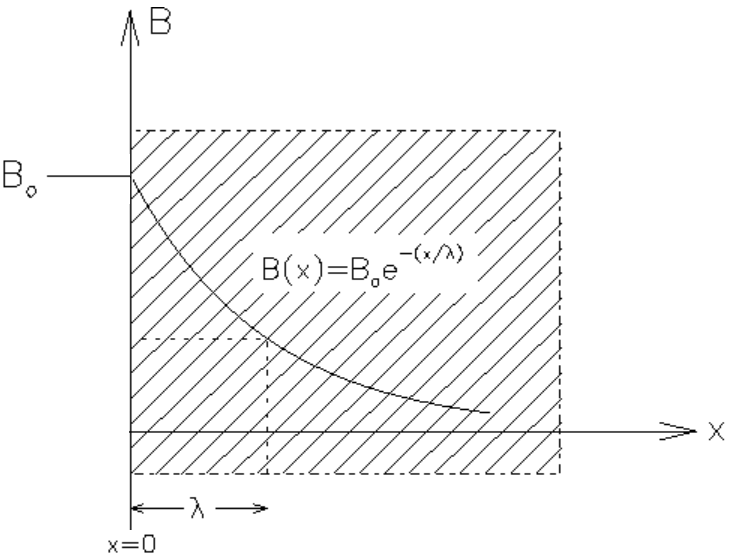 B
B₀
B(x)=B₀e^-(x/λ)
x
λ
x=0